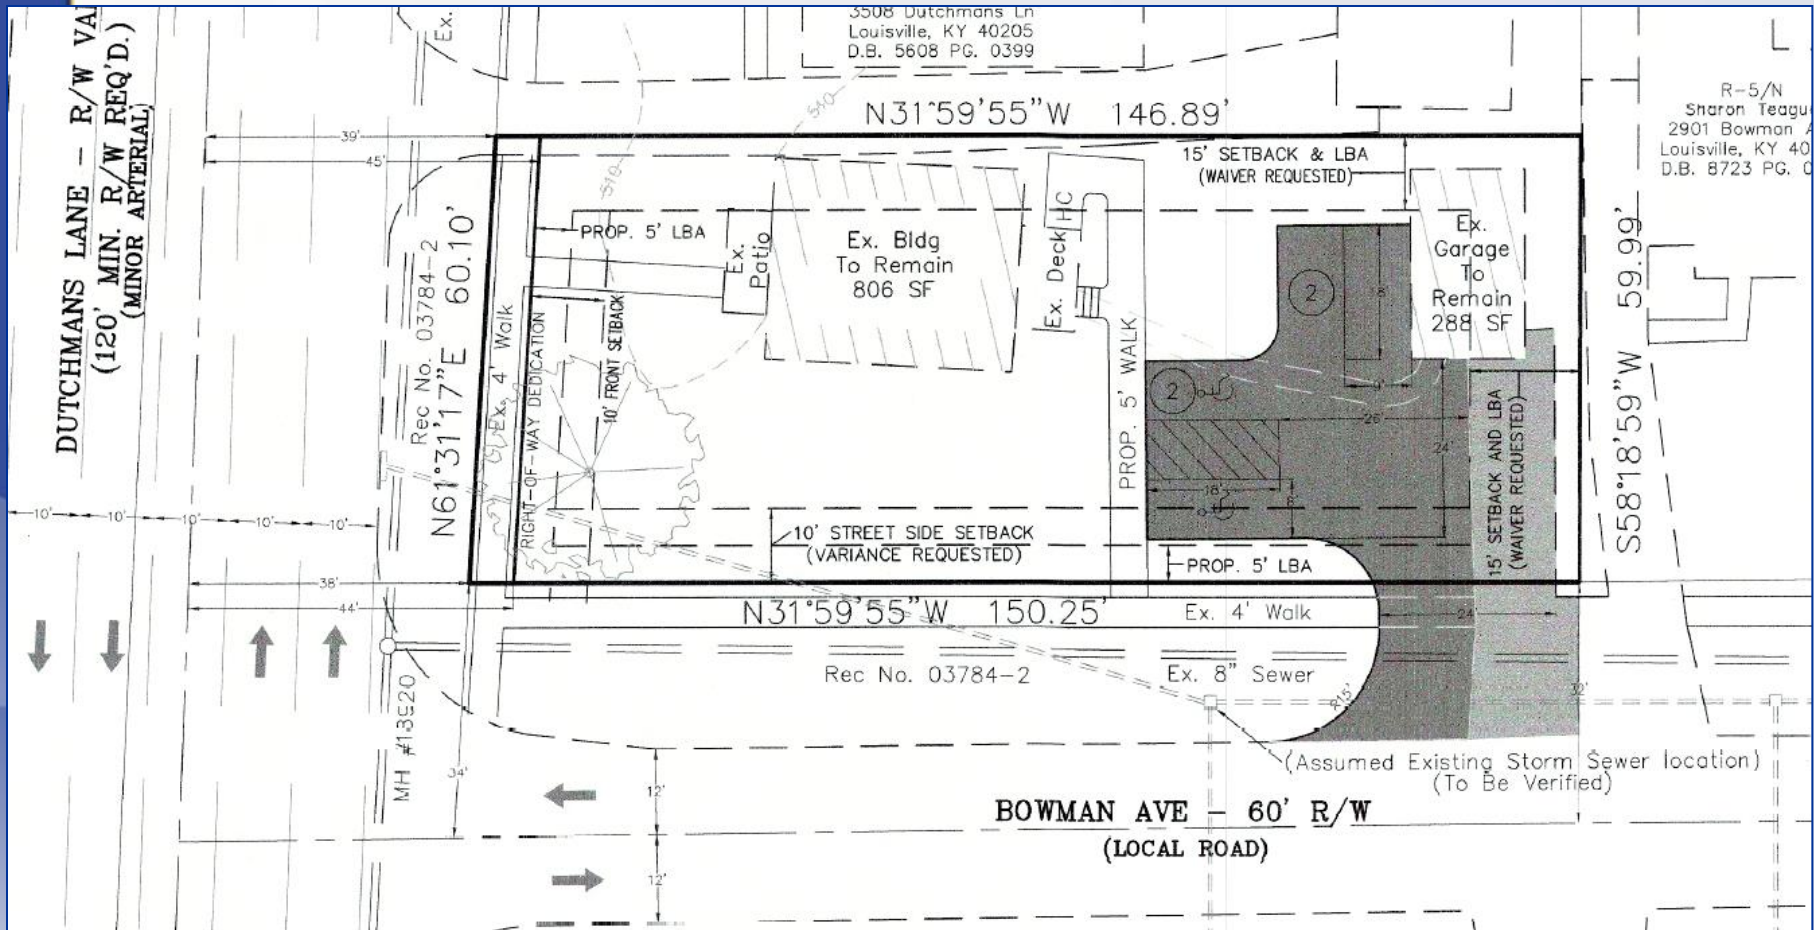 3508 Dutchmans Ln
Louisville, KY 40205
D.B. 5608 PG. 0399
Ex.
DUTCHMANS LANE - R/W VA
(120' MIN. R/W REQ'D.)
(MINOR ARTERIAL)
R-5/N
Sharon Teagu
2901 Bowman A
Louisville, KY 40
D.B. 8723 PG. 0
N31°59'55"W 146.89'
39'
45'
510
510
15' SETBACK & LBA
(WAIVER REQUESTED)
PROP. 5' LBA
Ex.
Patio
Ex. Bldg
To Remain
806 SF
Ex. Deck
HC
Ex.
Garage
To
Remain
288 SF
2
18'
2
N61°31'17"E 60.10'
Rec No. 03784-2
Ex. 4' Walk
RIGHT-OF-WAY DEDICATION
10' FRONT SETBACK
PROP. 5' WALK
26'
24'
18'
8'
15' SETBACK AND LBA
(WAIVER REQUESTED)
S58°18'59"W 59.99'
10'
10'
10'
10'
10'
10' STREET SIDE SETBACK
(VARIANCE REQUESTED)
PROP. 5' LBA
38'
44'
N31°59'55"W 150.25'
Ex. 4' Walk
24'
Rec No. 03784-2
Ex. 8" Sewer
R15'
32'
MH #13920
34'
12'
12'
(Assumed Existing Storm Sewer location)
(To Be Verified)
BOWMAN AVE - 60' R/W
(LOCAL ROAD)